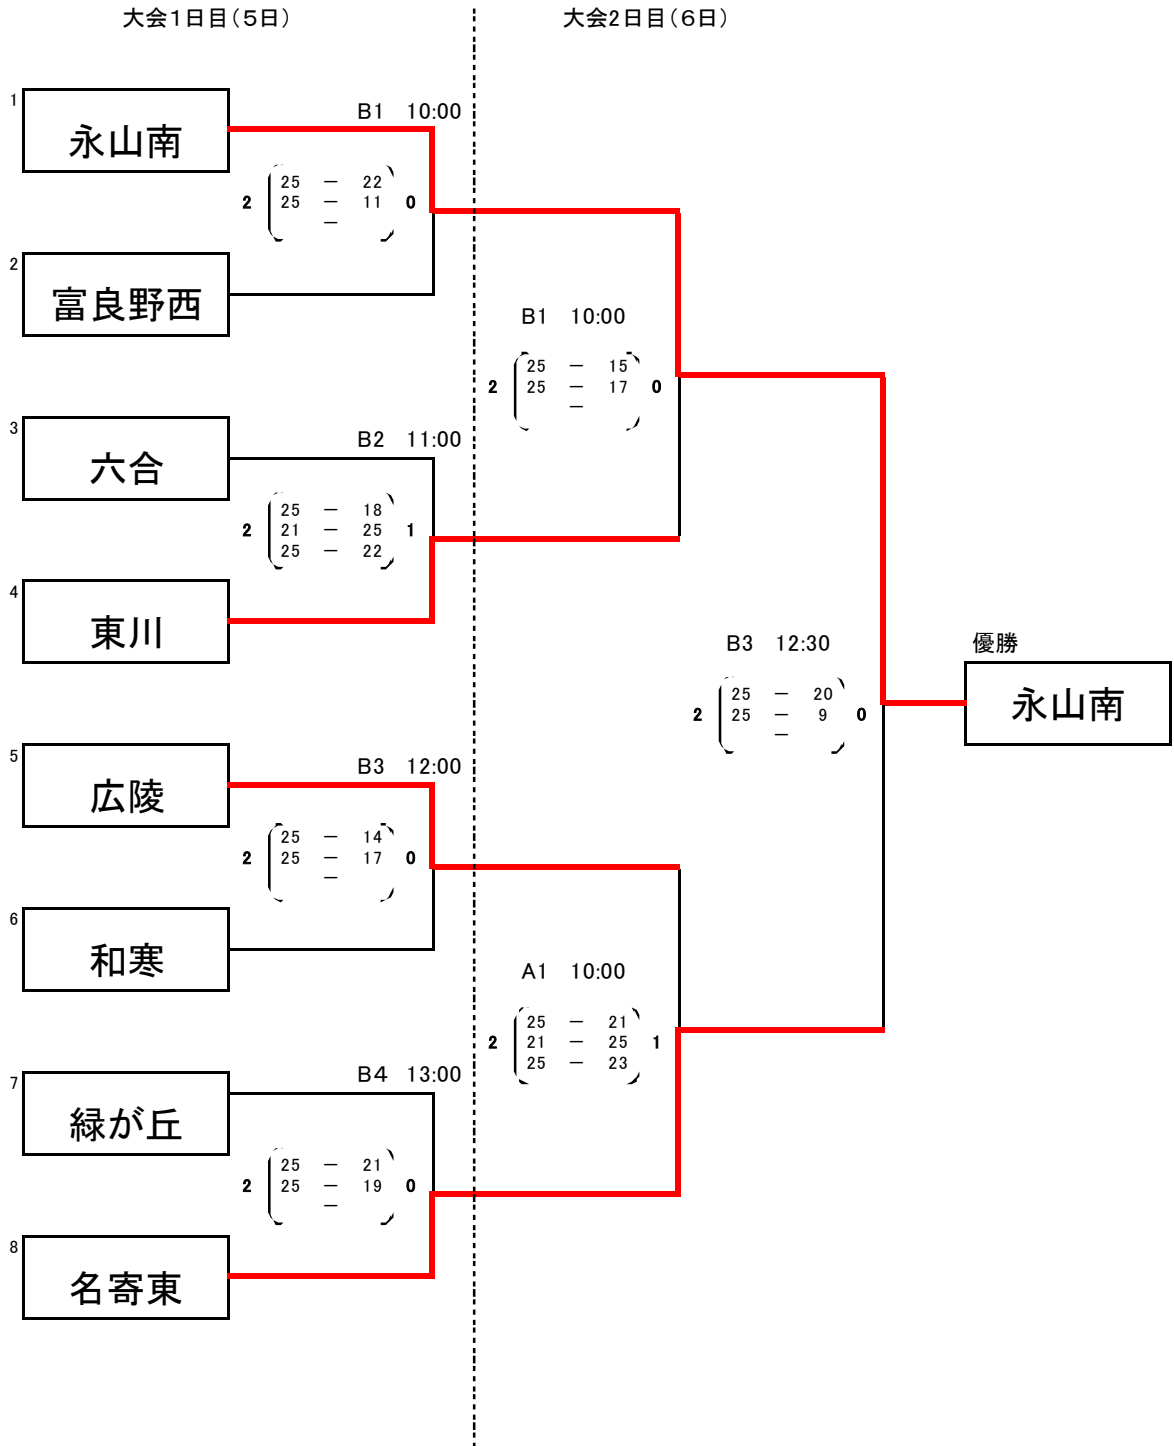 大会1日目（5日）
大会2日目（6日）
1
永山南
B1 10:00
2
25 － 22
25 － 11
－
0
2
富良野西
B1 10:00
2
25 － 15
25 － 17
－
0
3
六合
B2 11:00
2
25 － 18
21 － 25
25 － 22
1
4
東川
B3 12:30
2
25 － 20
25 － 9
－
0
優勝
永山南
5
広陵
B3 12:00
2
25 － 14
25 － 17
－
0
6
和寒
A1 10:00
2
25 － 21
21 － 25
25 － 23
1
7
緑が丘
B4 13:00
2
25 － 21
25 － 19
－
0
8
名寄東